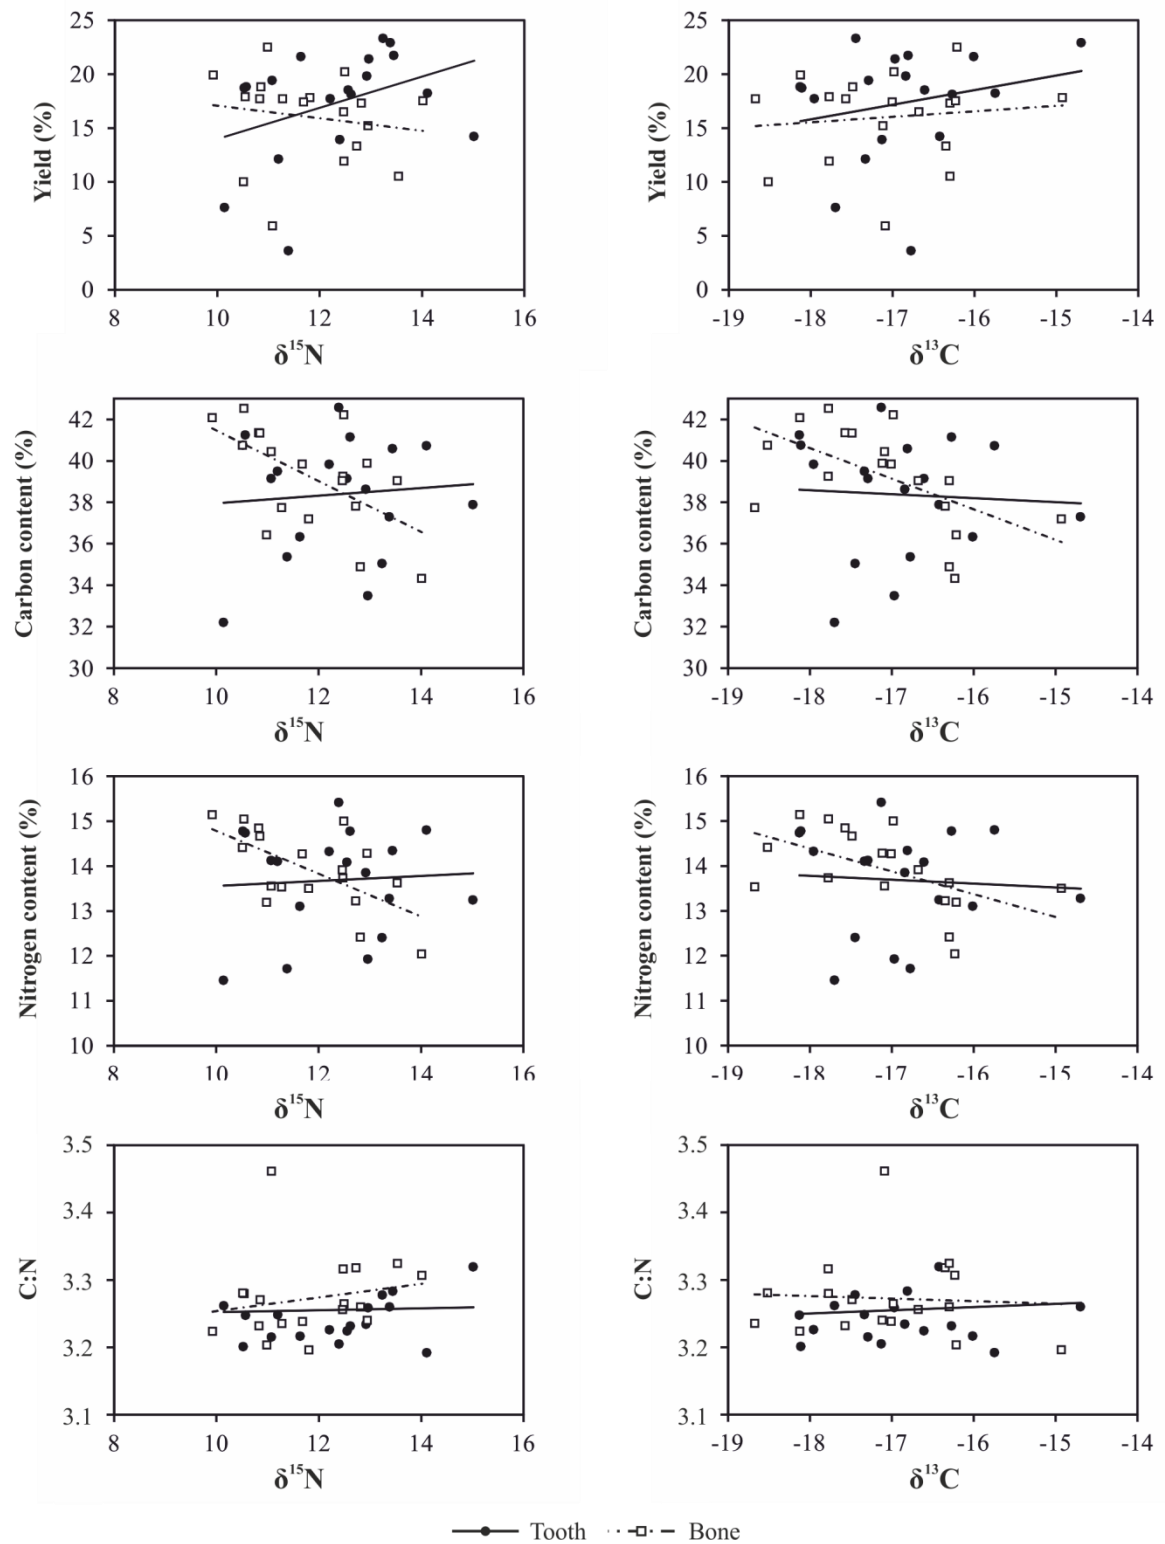 25 20 15 10 5 0
Yield (%)
8 10 12 14 16
δ¹⁵N
25 20 15 10 5 0
Yield (%)
-19 -18 -17 -16 -15 -14
δ¹³C
42 40 38 36 34 32 30
Carbon content (%)
8 10 12 14 16
δ¹⁵N
42 40 38 36 34 32 30
Carbon content (%)
-19 -18 -17 -16 -15 -14
δ¹³C
16 15 14 13 12 11 10
Nitrogen content (%)
8 10 12 14 16
δ¹⁵N
16 15 14 13 12 11 10
Nitrogen content (%)
-19 -18 -17 -16 -15 -14
δ¹³C
3.5 3.4 3.3 3.2 3.1
C:N
8 10 12 14 16
δ¹⁵N
3.5 3.4 3.3 3.2 3.1
C:N
-19 -18 -17 -16 -15 -14
δ¹³C
Tooth Bone